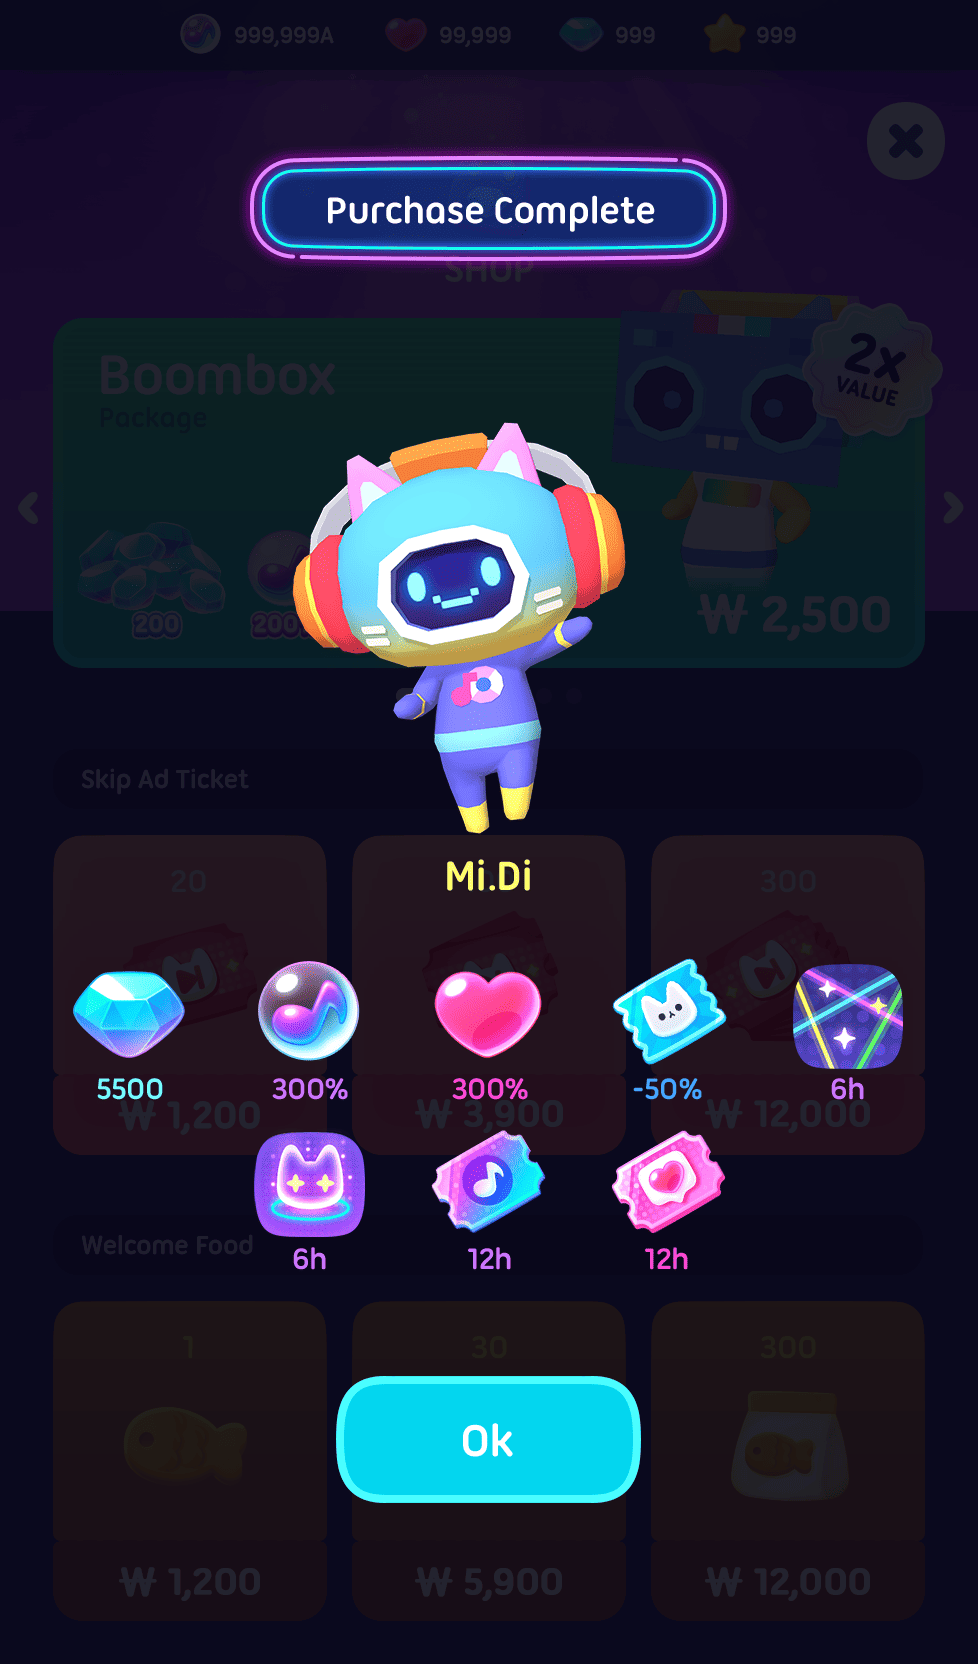 999,999A 99,999 999 999
Purchase Complete
SHOP
Boombox
Package
2x
VALUE
200 200
₩ 2,500
Skip Ad Ticket
20 300
Mi.Di
5500 300% 300% -50% 6h
₩ 1,200 ₩ 3,900 ₩ 12,000
6h 12h 12h
Welcome Food
1 30 300
Ok
₩ 1,200 ₩ 5,900 ₩ 12,000